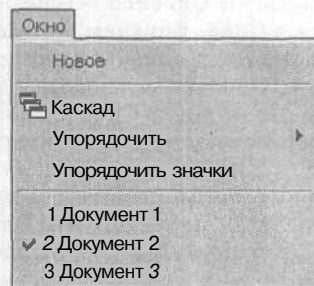 Окно
Новое
Каскад
Упорядочить
Упорядочить значки
1 Документ 1
2 Документ 2
3 Документ 3